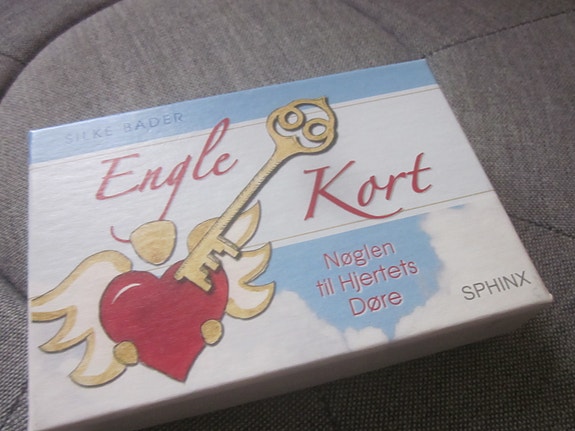 SILKE BADER
Engle Kort
Nøglen
til Hjertets
Døre
SPHINX